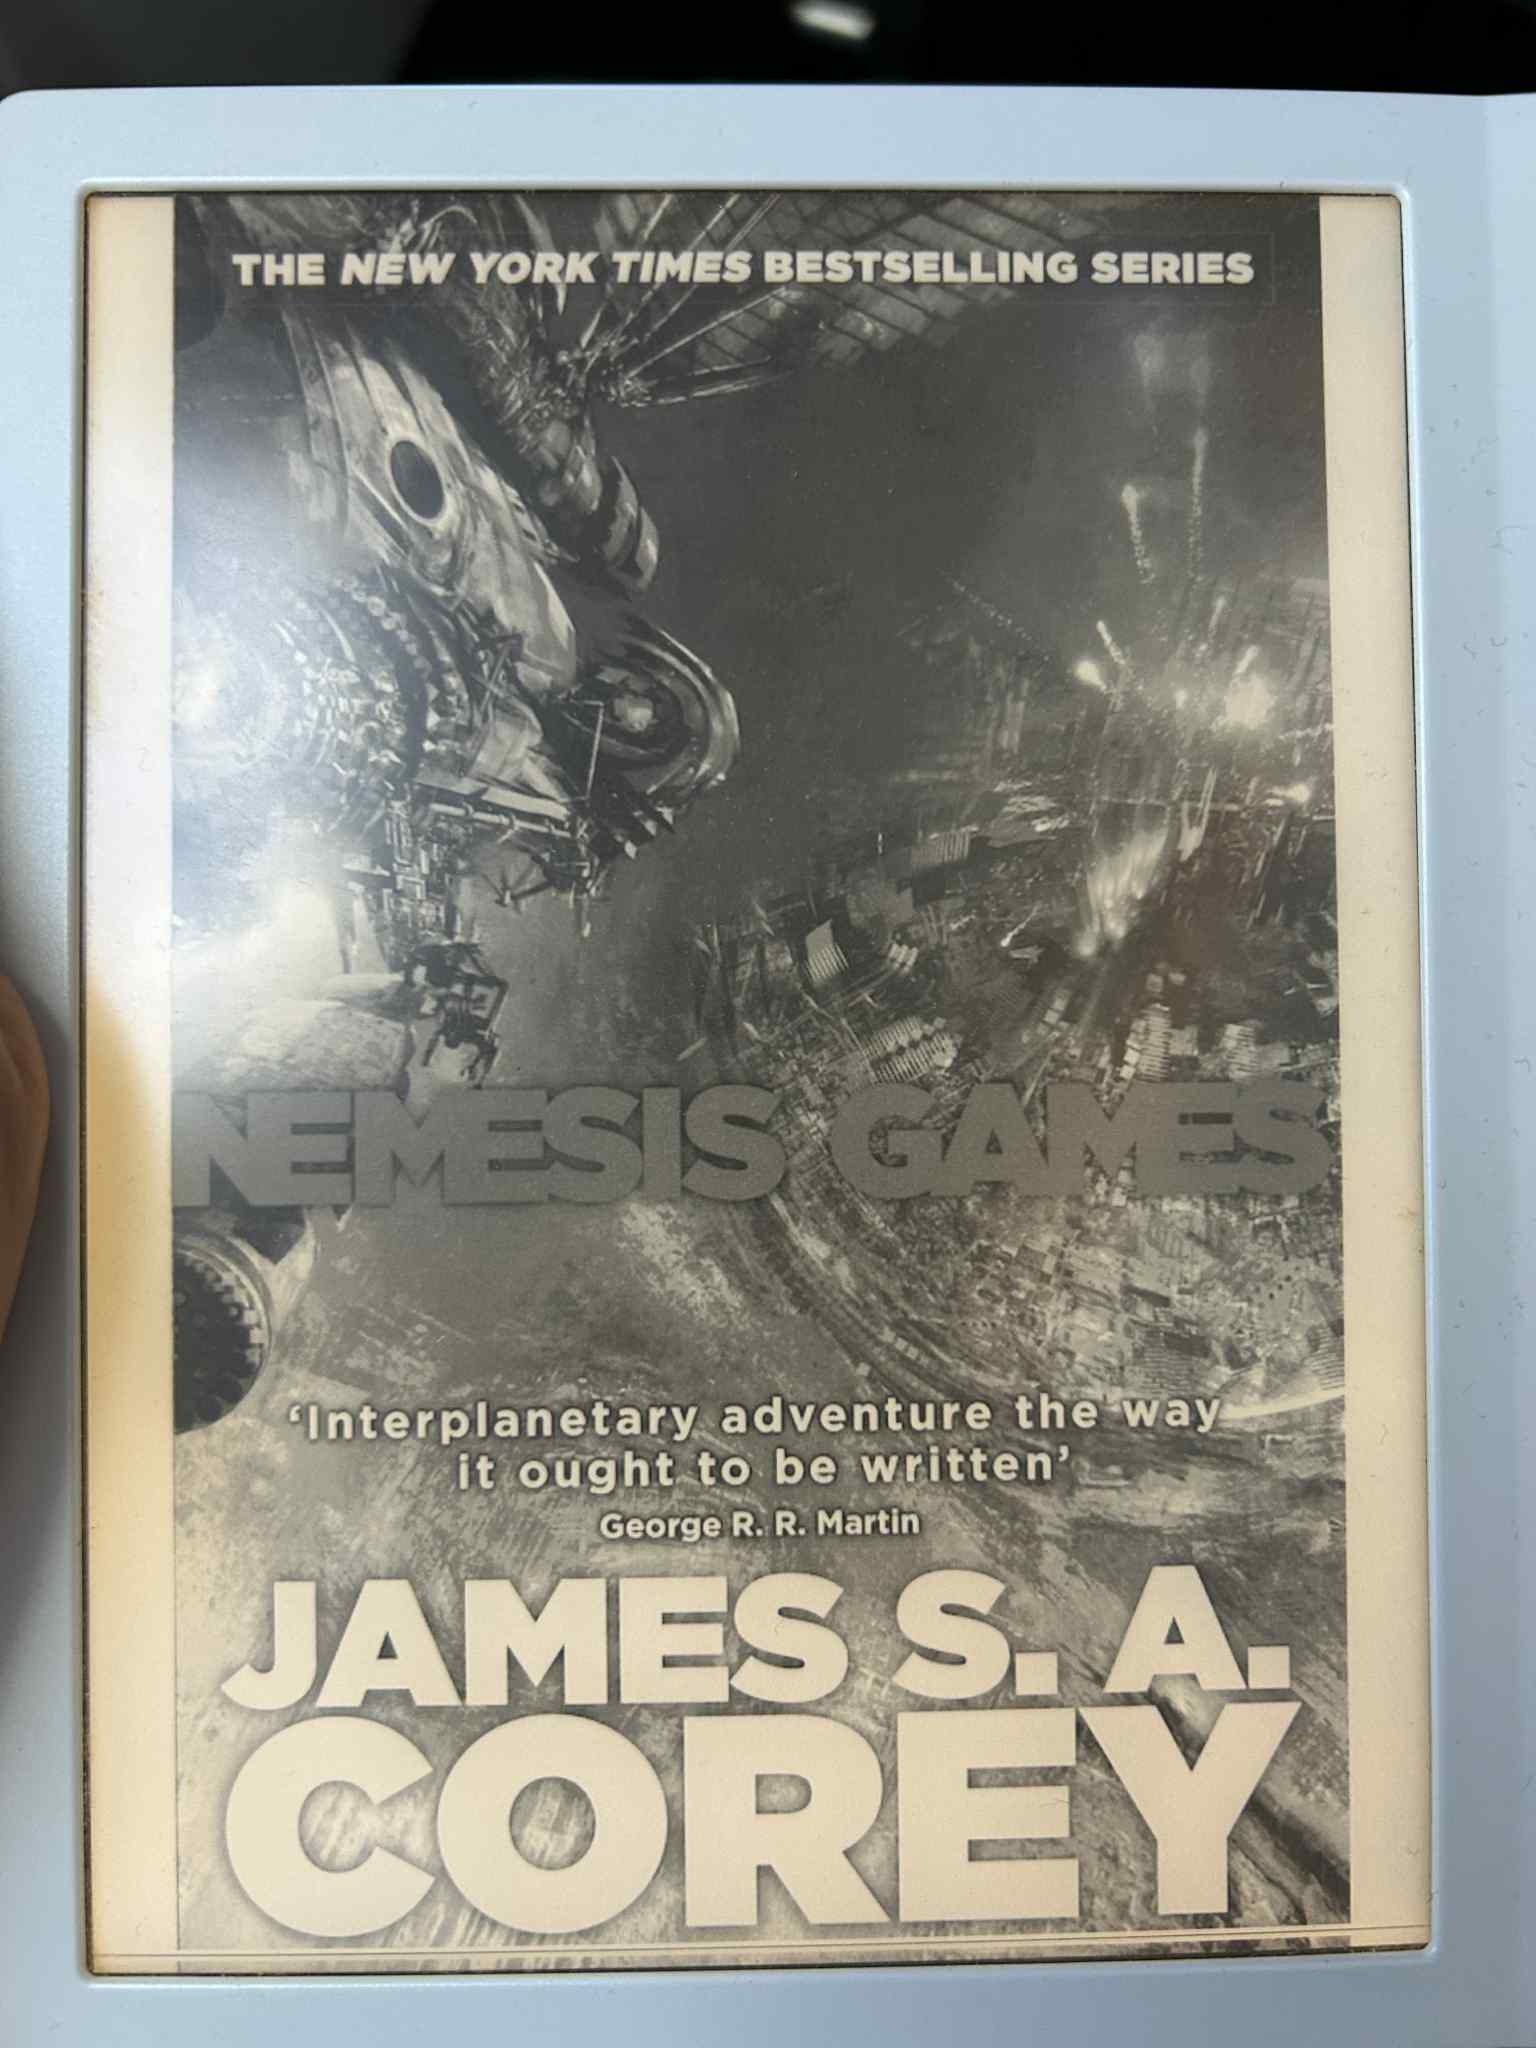 THE NEW YORK TIMES BESTSELLING SERIES
NEMESIS GAMES
‘Interplanetary adventure the way
it ought to be written’
George R. R. Martin
JAMES S. A.
COREY